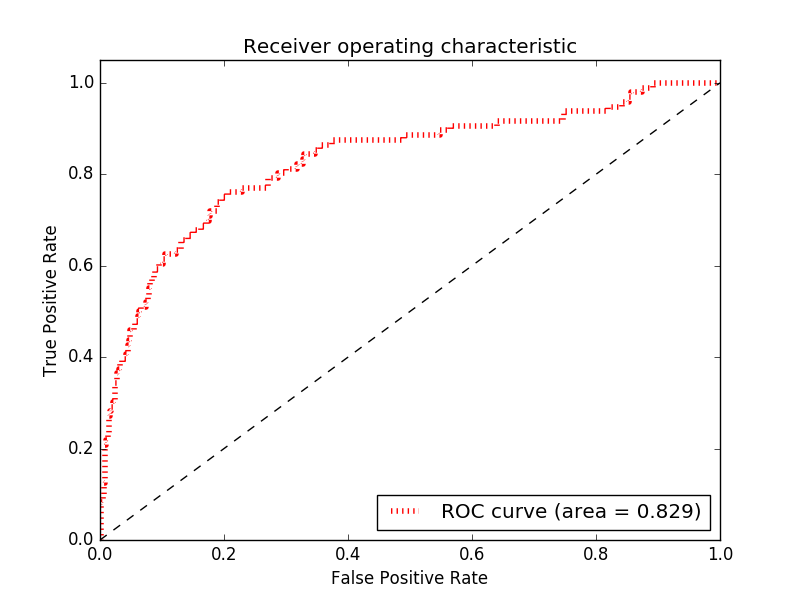 Receiver operating characteristic
True Positive Rate
1.0
0.8
0.6
0.4
0.2
0.0
ROC curve (area = 0.829)
0.0 0.2 0.4 0.6 0.8 1.0
False Positive Rate